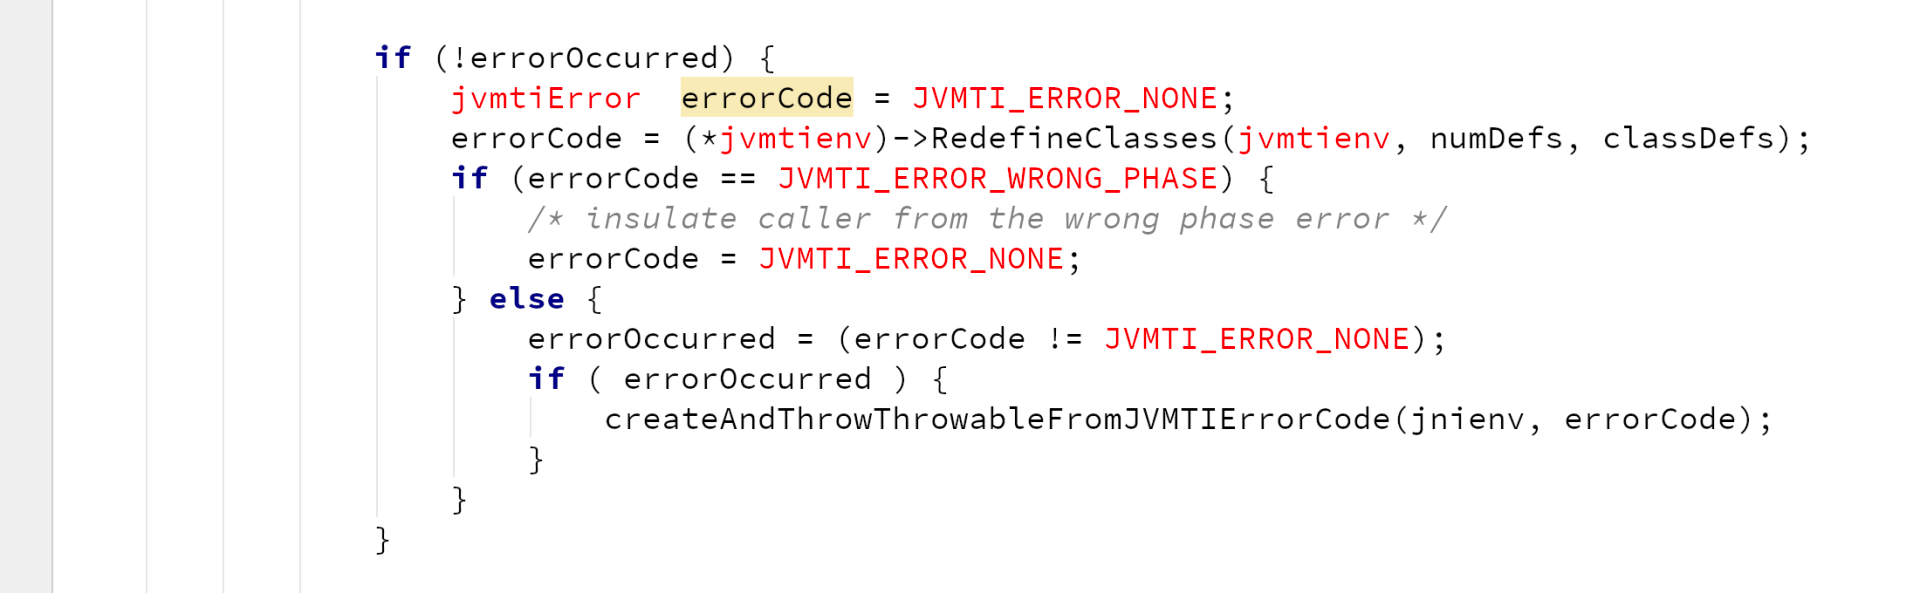 if (!errorOccurred) {
jvmtiError  errorCode = JVMTI_ERROR_NONE;
errorCode = (*jvmtienv)->RedefineClasses(jvmtienv, numDefs, classDefs);
if (errorCode == JVMTI_ERROR_WRONG_PHASE) {
/* insulate caller from the wrong phase error */
errorCode = JVMTI_ERROR_NONE;
} else {
errorOccurred = (errorCode != JVMTI_ERROR_NONE);
if ( errorOccurred ) {
createAndThrowThrowableFromJVMTIErrorCode(jnienv, errorCode);
}
}
}